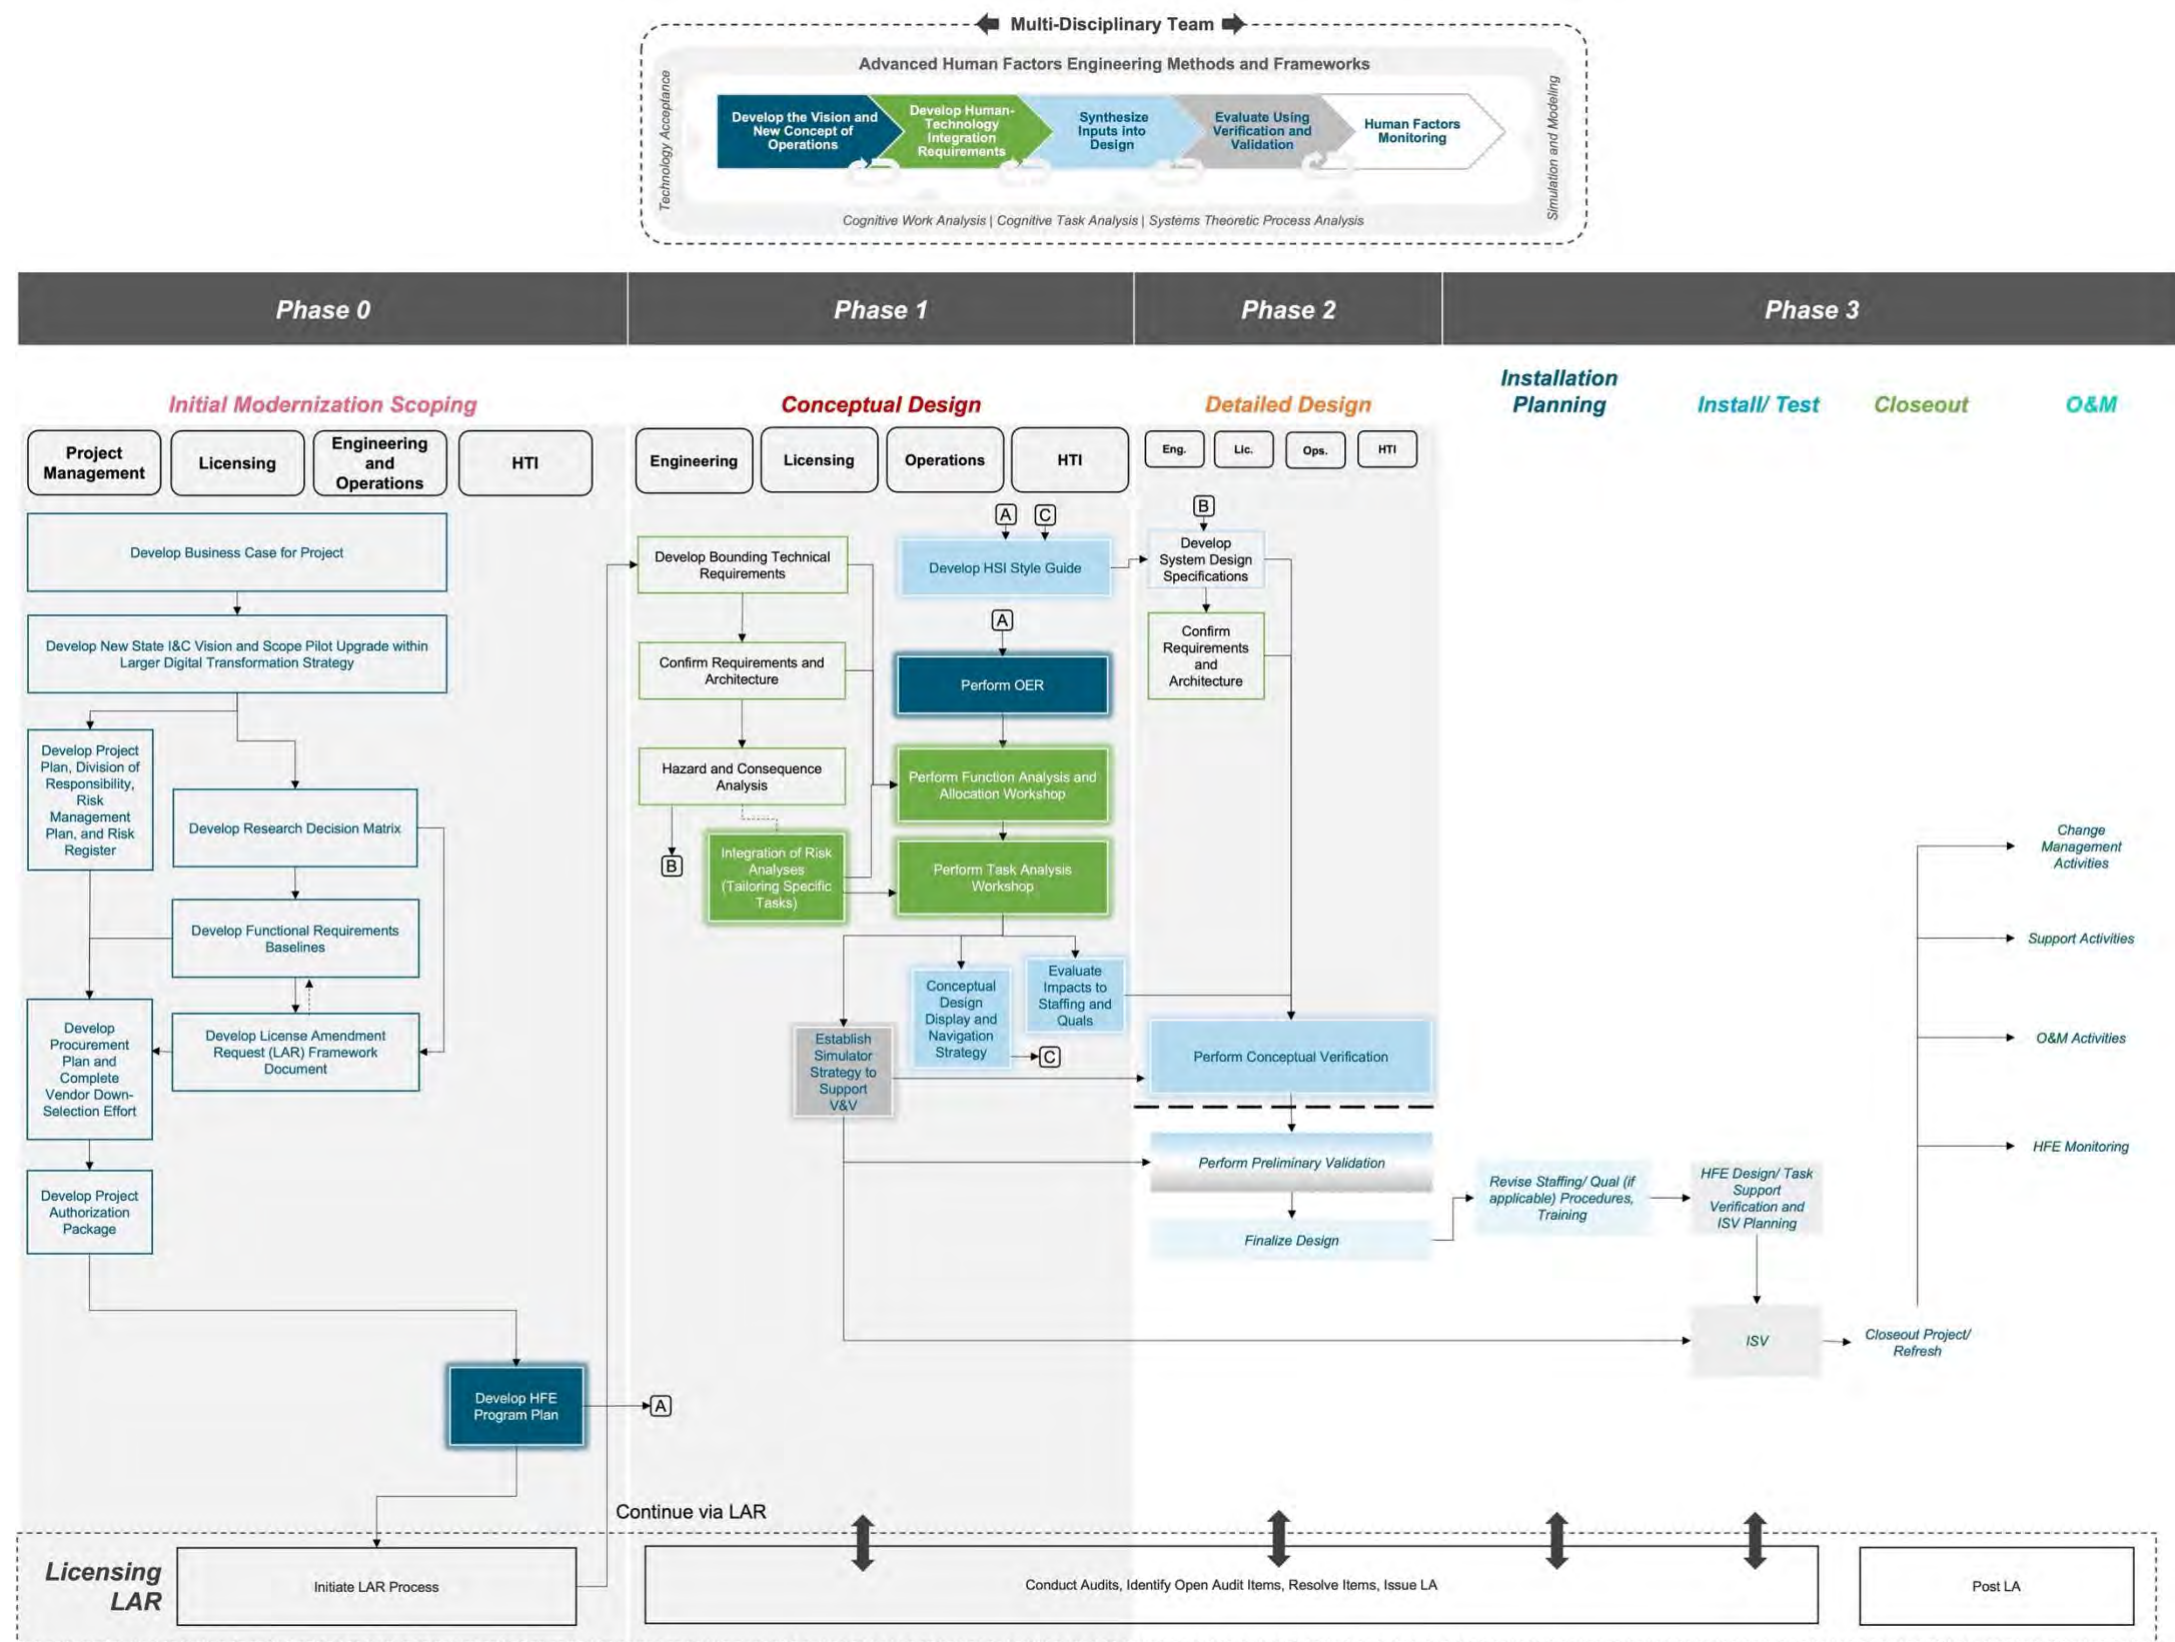 Multi-Disciplinary Team
Advanced Human Factors Engineering Methods and Frameworks
Technology Acceptance
Develop the Vision and
New Concept of
Operations
Develop Human-
Technology
Integration
Requirements
Synthesize
Inputs into
Design
Evaluate Using
Verification and
Validation
Human Factors
Monitoring
Simulation and Modeling
Cognitive Work Analysis | Cognitive Task Analysis | Systems Theoretic Process Analysis
Phase 0
Phase 1
Phase 2
Phase 3
Initial Modernization Scoping
Conceptual Design
Detailed Design
Installation
Planning
Install/ Test
Closeout
O&M
Project
Management
Licensing
Engineering
and
Operations
HTI
Engineering
Licensing
Operations
HTI
Eng.
Lic.
Ops.
HTI
Develop Business Case for Project
Develop New State I&C Vision and Scope Pilot Upgrade within
Larger Digital Transformation Strategy
Develop Project
Plan, Division of
Responsibility,
Risk
Management
Plan, and Risk
Register
Develop Research Decision Matrix
Develop Functional Requirements
Baselines
Develop License Amendment
Request (LAR) Framework
Document
Develop
Procurement
Plan and
Complete
Vendor Down-
Selection Effort
Develop Project
Authorization
Package
Develop HFE
Program Plan
A
Develop Bounding Technical
Requirements
Confirm Requirements and
Architecture
Hazard and Consequence
Analysis
B
Integration of Risk
Analyses
(Tailoring Specific
Tasks)
A
C
Develop HSI Style Guide
A
Perform OER
Perform Function Analysis and
Allocation Workshop
Perform Task Analysis
Workshop
Establish
Simulator
Strategy to
Support
V&V
Conceptual
Design
Display and
Navigation
Strategy
C
Evaluate
Impacts to
Staffing and
Quals
B
Develop
System Design
Specifications
Confirm
Requirements
and
Architecture
Perform Conceptual Verification
Perform Preliminary Validation
Finalize Design
Revise Staffing/ Qual (if
applicable) Procedures,
Training
HFE Design/ Task
Support
Verification and
ISV Planning
ISV
Closeout Project/
Refresh
Change
Management
Activities
Support Activities
O&M Activities
HFE Monitoring
Continue via LAR
Licensing
LAR
Initiate LAR Process
Conduct Audits, Identify Open Audit Items, Resolve Items, Issue LA
Post LA